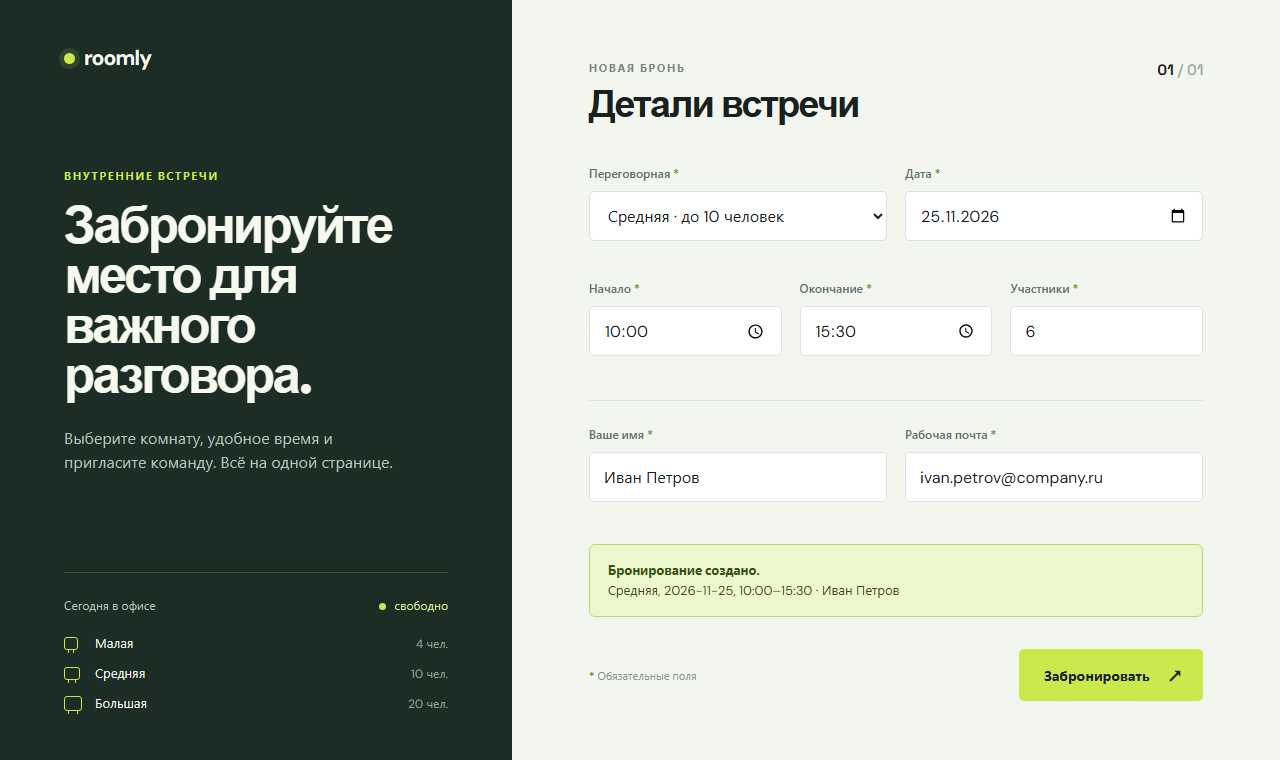 roomly
ВНУТРЕННИЕ ВСТРЕЧИ
Забронируйте
место для
важного
разговора.
Выберите комнату, удобное время и
пригласите команду. Всё на одной странице.
Сегодня в офисе
свободно
Малая
4 чел.
Средняя
10 чел.
Большая
20 чел.
НОВАЯ БРОНЬ
01 / 01
Детали встречи
Переговорная *
Дата *
Средняя · до 10 человек
25.11.2026
Начало *
Окончание *
Участники *
10:00
15:30
6
Ваше имя *
Рабочая почта *
Иван Петров
ivan.petrov@company.ru
Бронирование создано.
Средняя, 2026-11-25, 10:00–15:30 · Иван Петров
* Обязательные поля
Забронировать ↗